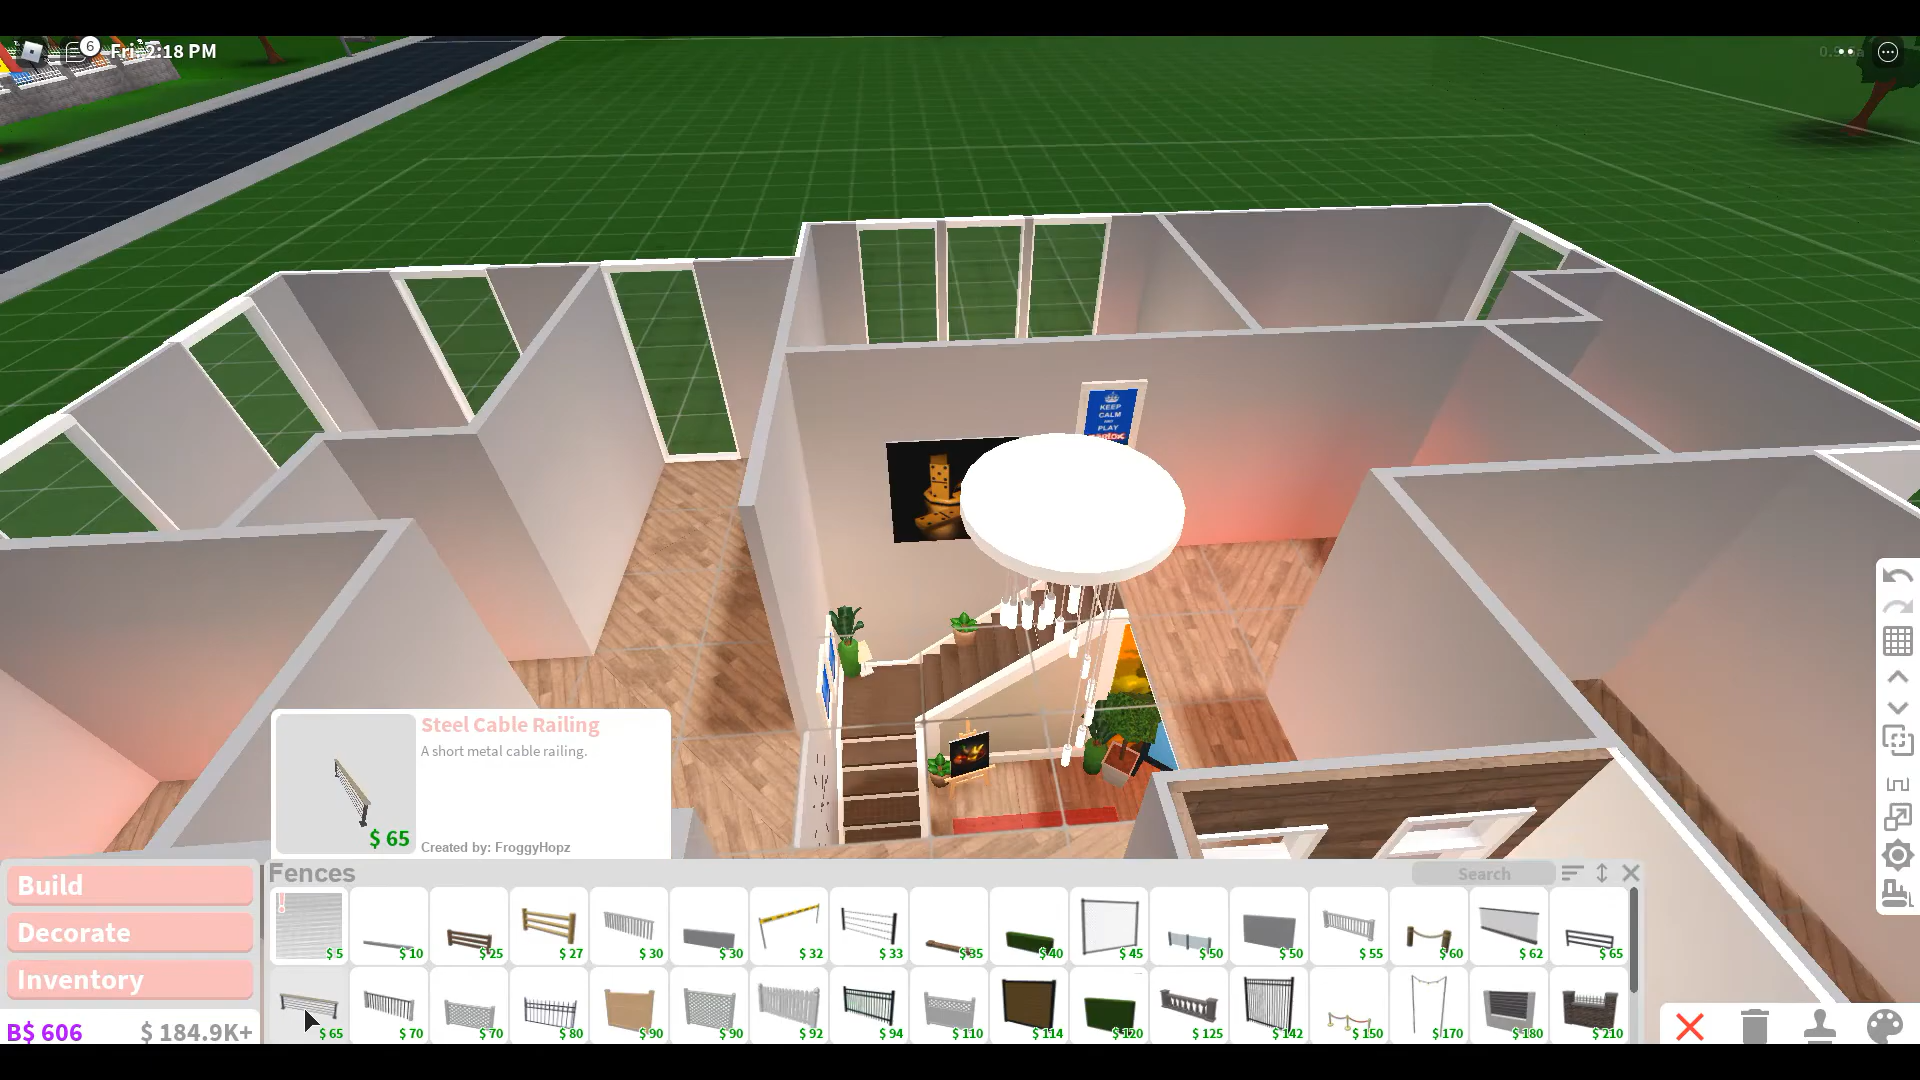 6
Fri. 2:18 PM
KEEP
CALM
AND
PLAY
Steel Cable Railing
A short metal cable railing.
$ 65
Created by: FroggyHopz
Build
Decorate
Inventory
B$ 606
$ 184.9K+
Fences
Search
$ 5
$ 10
$ 25
$ 27
$ 30
$ 30
$ 32
$ 33
$ 35
$ 40
$ 45
$ 50
$ 50
$ 55
$ 60
$ 62
$ 65
$ 65
$ 70
$ 70
$ 80
$ 90
$ 90
$ 92
$ 94
$ 110
$ 114
$ 120
$ 125
$ 142
$ 150
$ 170
$ 180
$ 210